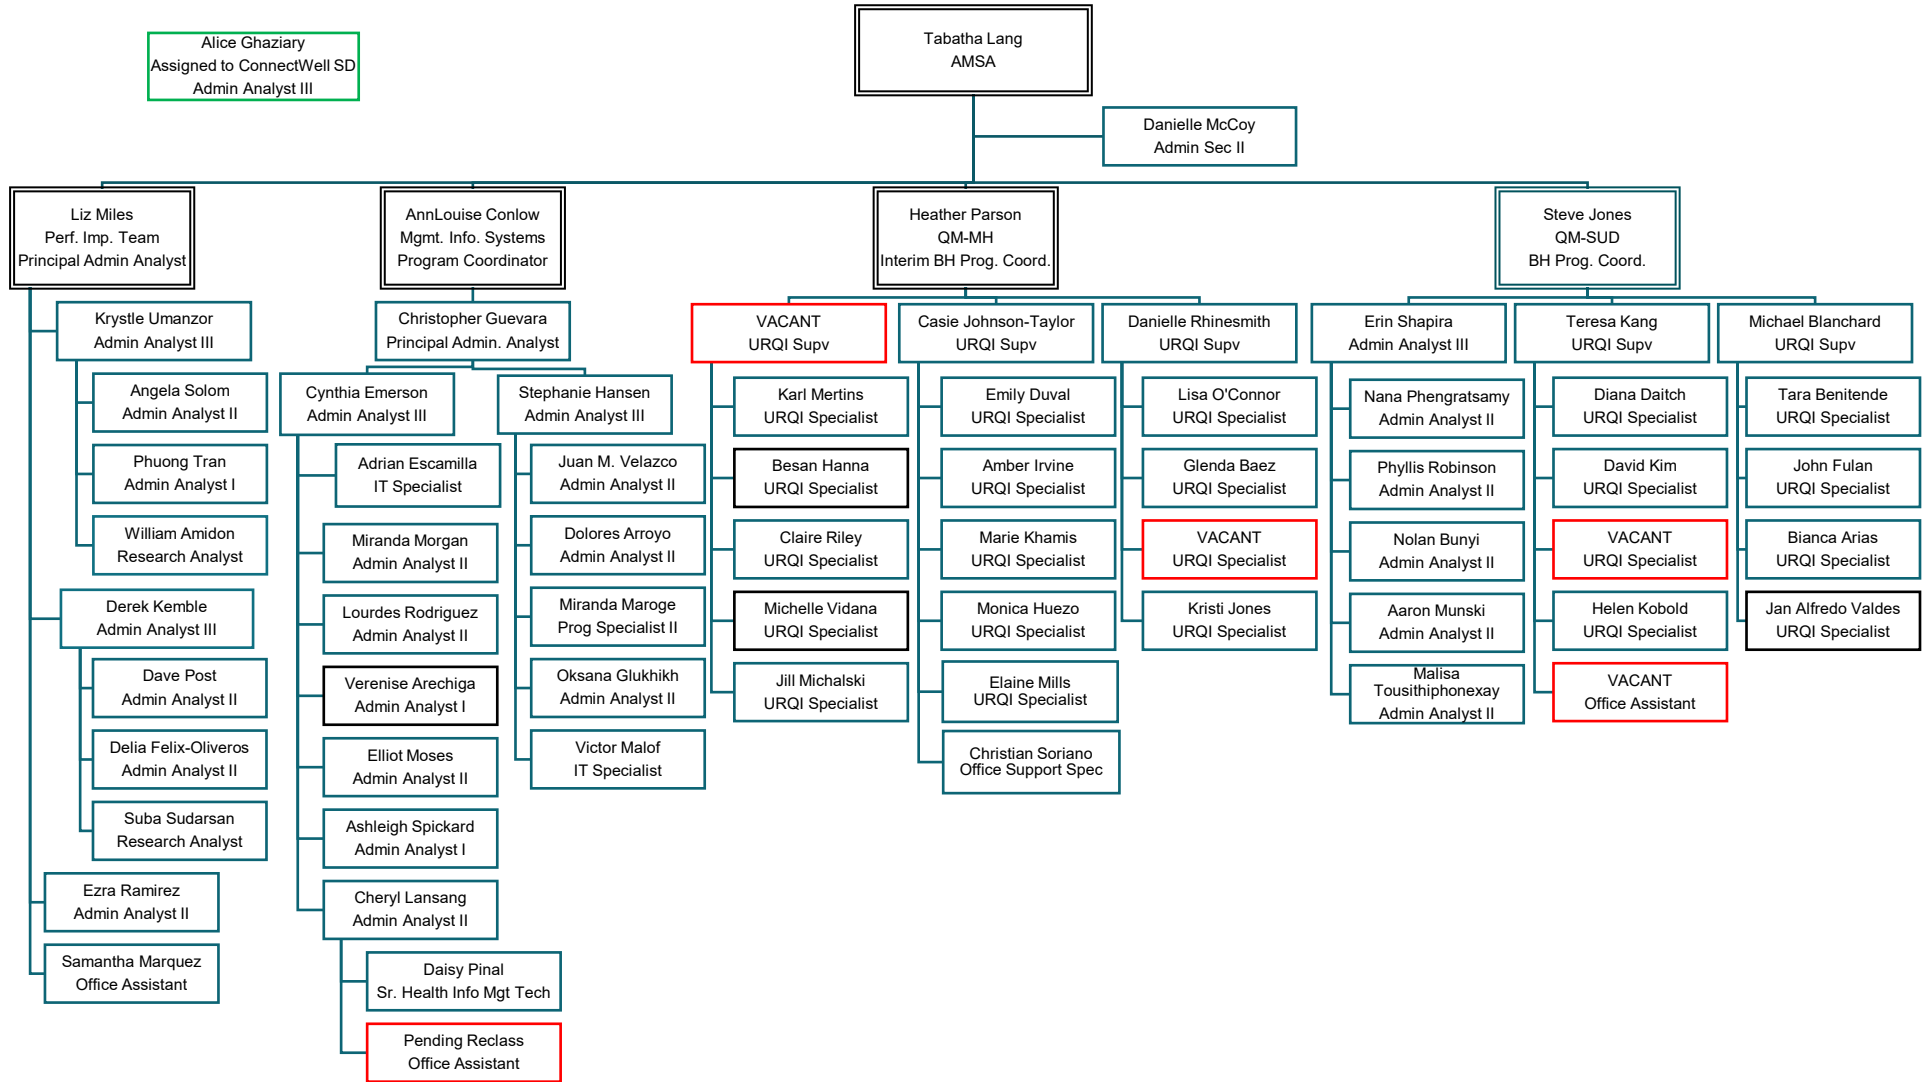 Alice Ghaziary
Assigned to ConnectWell SD
Admin Analyst III
Tabatha Lang
AMSA
Danielle McCoy
Admin Sec II
Liz Miles
Perf. Imp. Team
Principal Admin Analyst
Krystle Umanzor
Admin Analyst III
Angela Solom
Admin Analyst II
Phuong Tran
Admin Analyst I
William Amidon
Research Analyst
Derek Kemble
Admin Analyst III
Dave Post
Admin Analyst II
Delia Felix-Oliveros
Admin Analyst II
Suba Sudarsan
Research Analyst
Ezra Ramirez
Admin Analyst II
Samantha Marquez
Office Assistant
AnnLouise Conlow
Mgmt. Info. Systems
Program Coordinator
Christopher Guevara
Principal Admin. Analyst
Cynthia Emerson
Admin Analyst III
Adrian Escamilla
IT Specialist
Miranda Morgan
Admin Analyst II
Lourdes Rodriguez
Admin Analyst II
Verenise Arechiga
Admin Analyst I
Elliot Moses
Admin Analyst II
Ashleigh Spickard
Admin Analyst I
Cheryl Lansang
Admin Analyst II
Daisy Pinal
Sr. Health Info Mgt Tech
Pending Reclass
Office Assistant
Stephanie Hansen
Admin Analyst III
Juan M. Velazco
Admin Analyst II
Dolores Arroyo
Admin Analyst II
Miranda Maroge
Prog Specialist II
Oksana Glukhikh
Admin Analyst II
Victor Malof
IT Specialist
Heather Parson
QM-MH
Interim BH Prog. Coord.
VACANT
URQI Supv
Karl Mertins
URQI Specialist
Besan Hanna
URQI Specialist
Claire Riley
URQI Specialist
Michelle Vidana
URQI Specialist
Jill Michalski
URQI Specialist
Casie Johnson-Taylor
URQI Supv
Emily Duval
URQI Specialist
Amber Irvine
URQI Specialist
Marie Khamis
URQI Specialist
Monica Huezo
URQI Specialist
Elaine Mills
URQI Specialist
Christian Soriano
Office Support Spec
Danielle Rhinesmith
URQI Supv
Lisa O'Connor
URQI Specialist
Glenda Baez
URQI Specialist
VACANT
URQI Specialist
Kristi Jones
URQI Specialist
Steve Jones
QM-SUD
BH Prog. Coord.
Erin Shapira
Admin Analyst III
Nana Phengratsamy
Admin Analyst II
Phyllis Robinson
Admin Analyst II
Nolan Bunyi
Admin Analyst II
Aaron Munski
Admin Analyst II
Malisa
Tousithiphonexay
Admin Analyst II
Teresa Kang
URQI Supv
Diana Daitch
URQI Specialist
David Kim
URQI Specialist
VACANT
URQI Specialist
Helen Kobold
URQI Specialist
VACANT
Office Assistant
Michael Blanchard
URQI Supv
Tara Benitende
URQI Specialist
John Fulan
URQI Specialist
Bianca Arias
URQI Specialist
Jan Alfredo Valdes
URQI Specialist